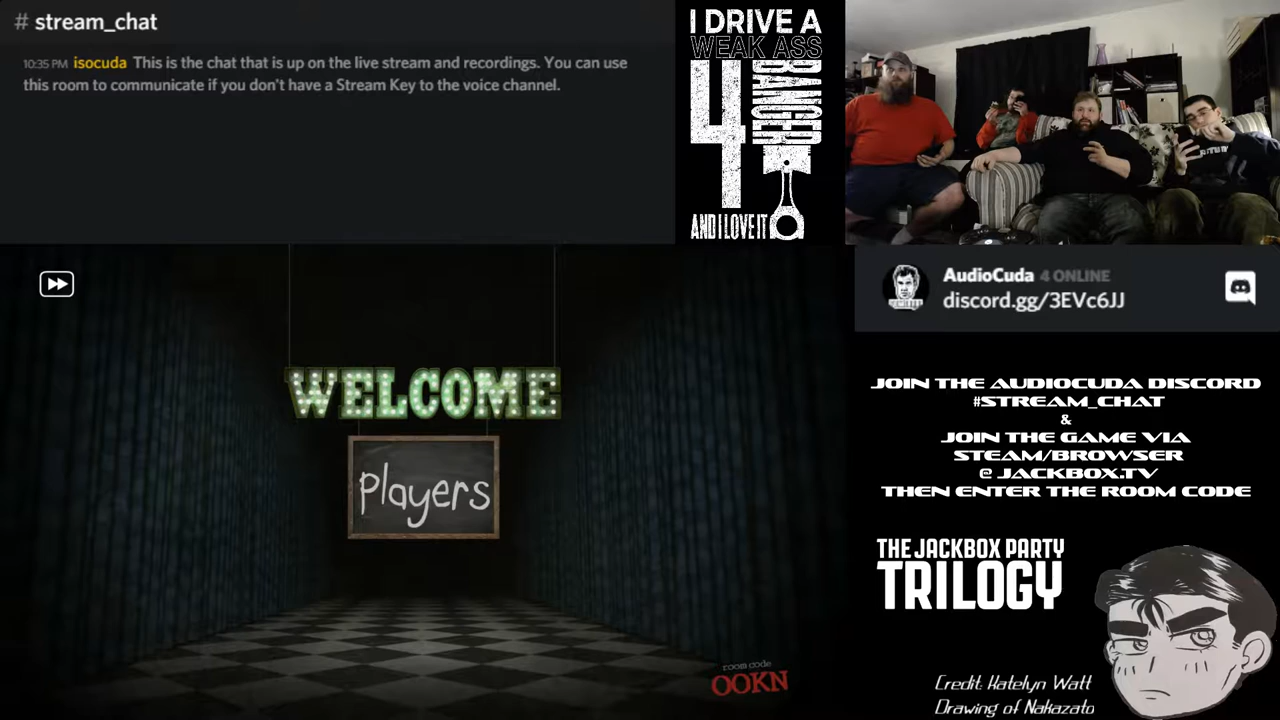 # stream_chat
10:35 PM isocuda This is the chat that is up on the live stream and recordings. You can use
this room to communicate if you don't have a Stream Key to the voice channel.
I DRIVE A
WEAK ASS
4
BANGER
AND I LOVE IT
WELCOME
Players
room code
OOKN
AudioCuda 4 ONLINE
discord.gg/3EVc6JJ
JOIN THE AUDIOCUDA DISCORD
#STREAM_CHAT
&
JOIN THE GAME VIA
STEAM/BROWSER
@ JACKBOX.TV
THEN ENTER THE ROOM CODE
THE JACKBOX PARTY
TRILOGY
Credit: Katelyn Watt
Drawing of Nakazato